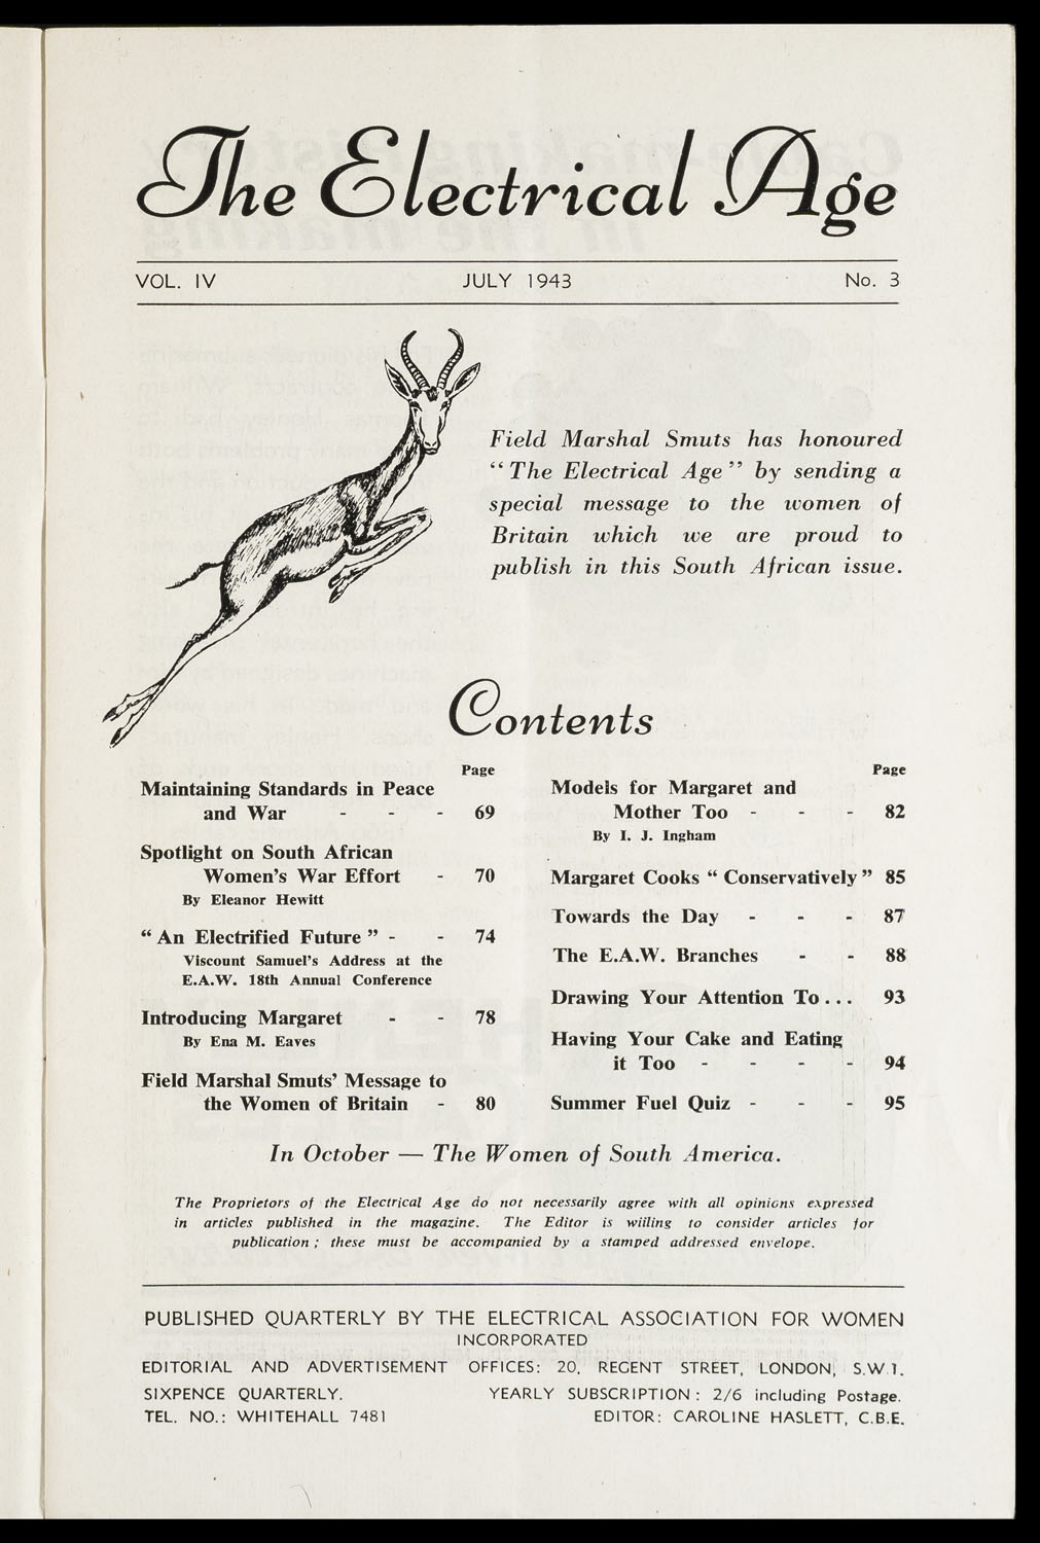 The Electrical Age
VOL. IV JULY 1943 No. 3
Field Marshal Smuts has honoured
“The Electrical Age” by sending a
special message to the women of
Britain which we are proud to
publish in this South African issue.
Contents
Page
Maintaining Standards in Peace
and War - - - 69
Spotlight on South African
Women's War Effort - 70
By Eleanor Hewitt
“An Electrified Future” - - 74
Viscount Samuel's Address at the
E.A.W. 18th Annual Conference
Introducing Margaret - - 78
By Ena M. Eaves
Field Marshal Smuts' Message to
the Women of Britain - 80
Page
Models for Margaret and
Mother Too - - - 82
By I. J. Ingham
Margaret Cooks “Conservatively” 85
Towards the Day - - - 87
The E.A.W. Branches - - 88
Drawing Your Attention To... 93
Having Your Cake and Eating
it Too - - - - 94
Summer Fuel Quiz - - - 95
In October — The Women of South America.
The Proprietors of the Electrical Age do not necessarily agree with all opinions expressed
in articles published in the magazine. The Editor is willing to consider articles for
publication; these must be accompanied by a stamped addressed envelope.
PUBLISHED QUARTERLY BY THE ELECTRICAL ASSOCIATION FOR WOMEN
INCORPORATED
EDITORIAL AND ADVERTISEMENT OFFICES: 20, REGENT STREET, LONDON, S.W.1.
SIXPENCE QUARTERLY. YEARLY SUBSCRIPTION: 2/6 including Postage.
TEL. NO.: WHITEHALL 7481 EDITOR: CAROLINE HASLETT, C.B.E.